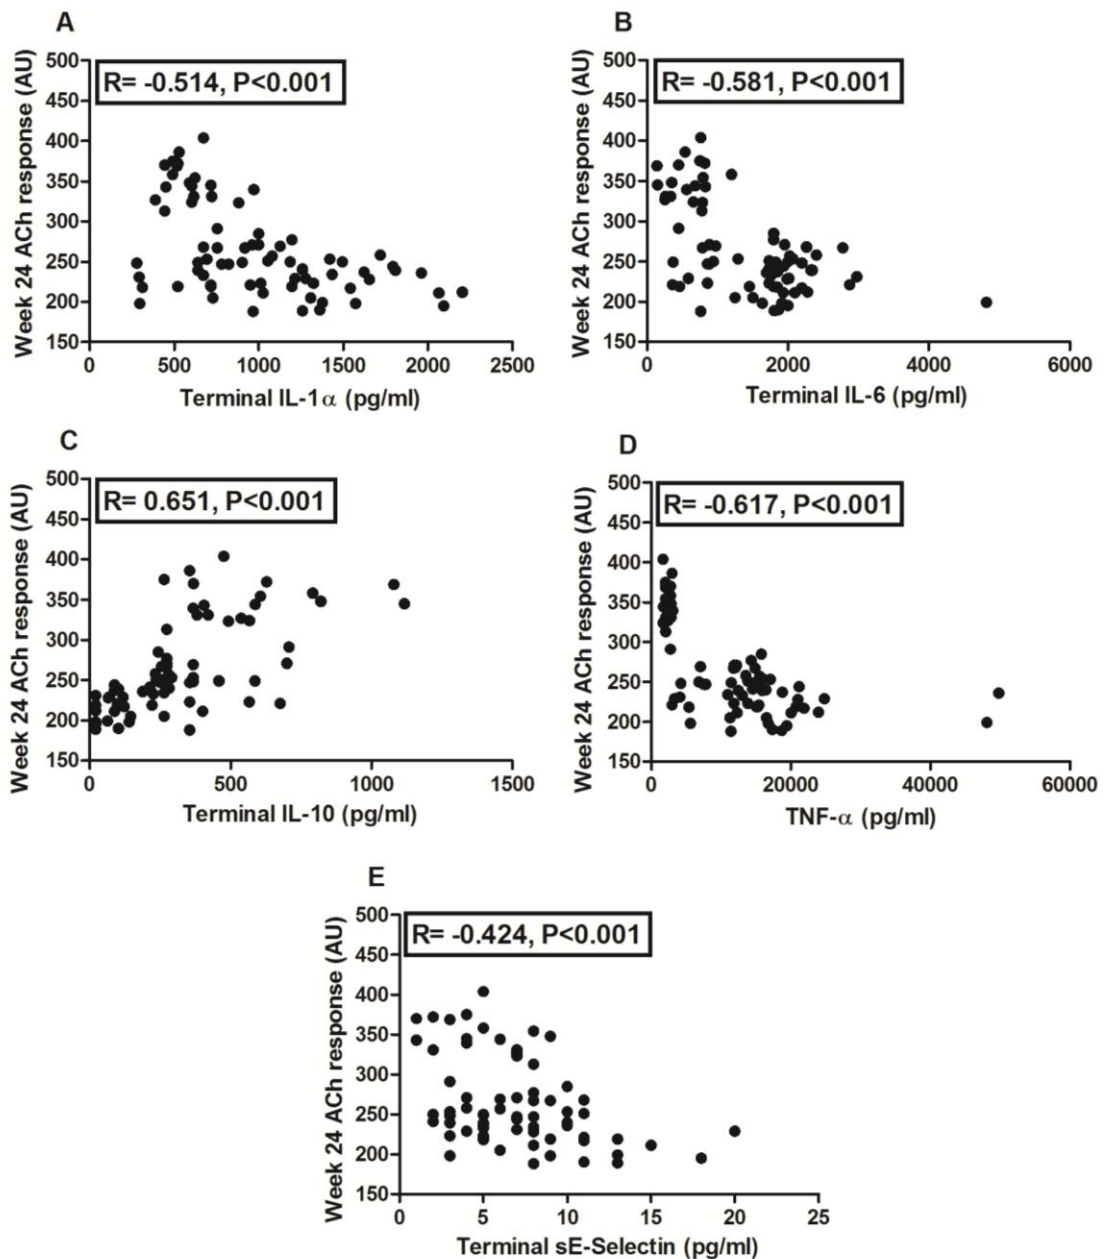 A
R= -0.514, P<0.001
Week 24 ACh response (AU)
500
450
400
350
300
250
200
150
0 500 1000 1500 2000 2500
Terminal IL-1α (pg/ml)
B
R= -0.581, P<0.001
Week 24 ACh response (AU)
500
450
400
350
300
250
200
150
0 2000 4000 6000
Terminal IL-6 (pg/ml)
C
R= 0.651, P<0.001
Week 24 ACh response (AU)
500
450
400
350
300
250
200
150
0 500 1000 1500
Terminal IL-10 (pg/ml)
D
R= -0.617, P<0.001
Week 24 ACh response (AU)
500
450
400
350
300
250
200
150
0 20000 40000 60000
TNF-α (pg/ml)
E
R= -0.424, P<0.001
Week 24 ACh response (AU)
500
450
400
350
300
250
200
150
0 5 10 15 20 25
Terminal sE-Selectin (pg/ml)